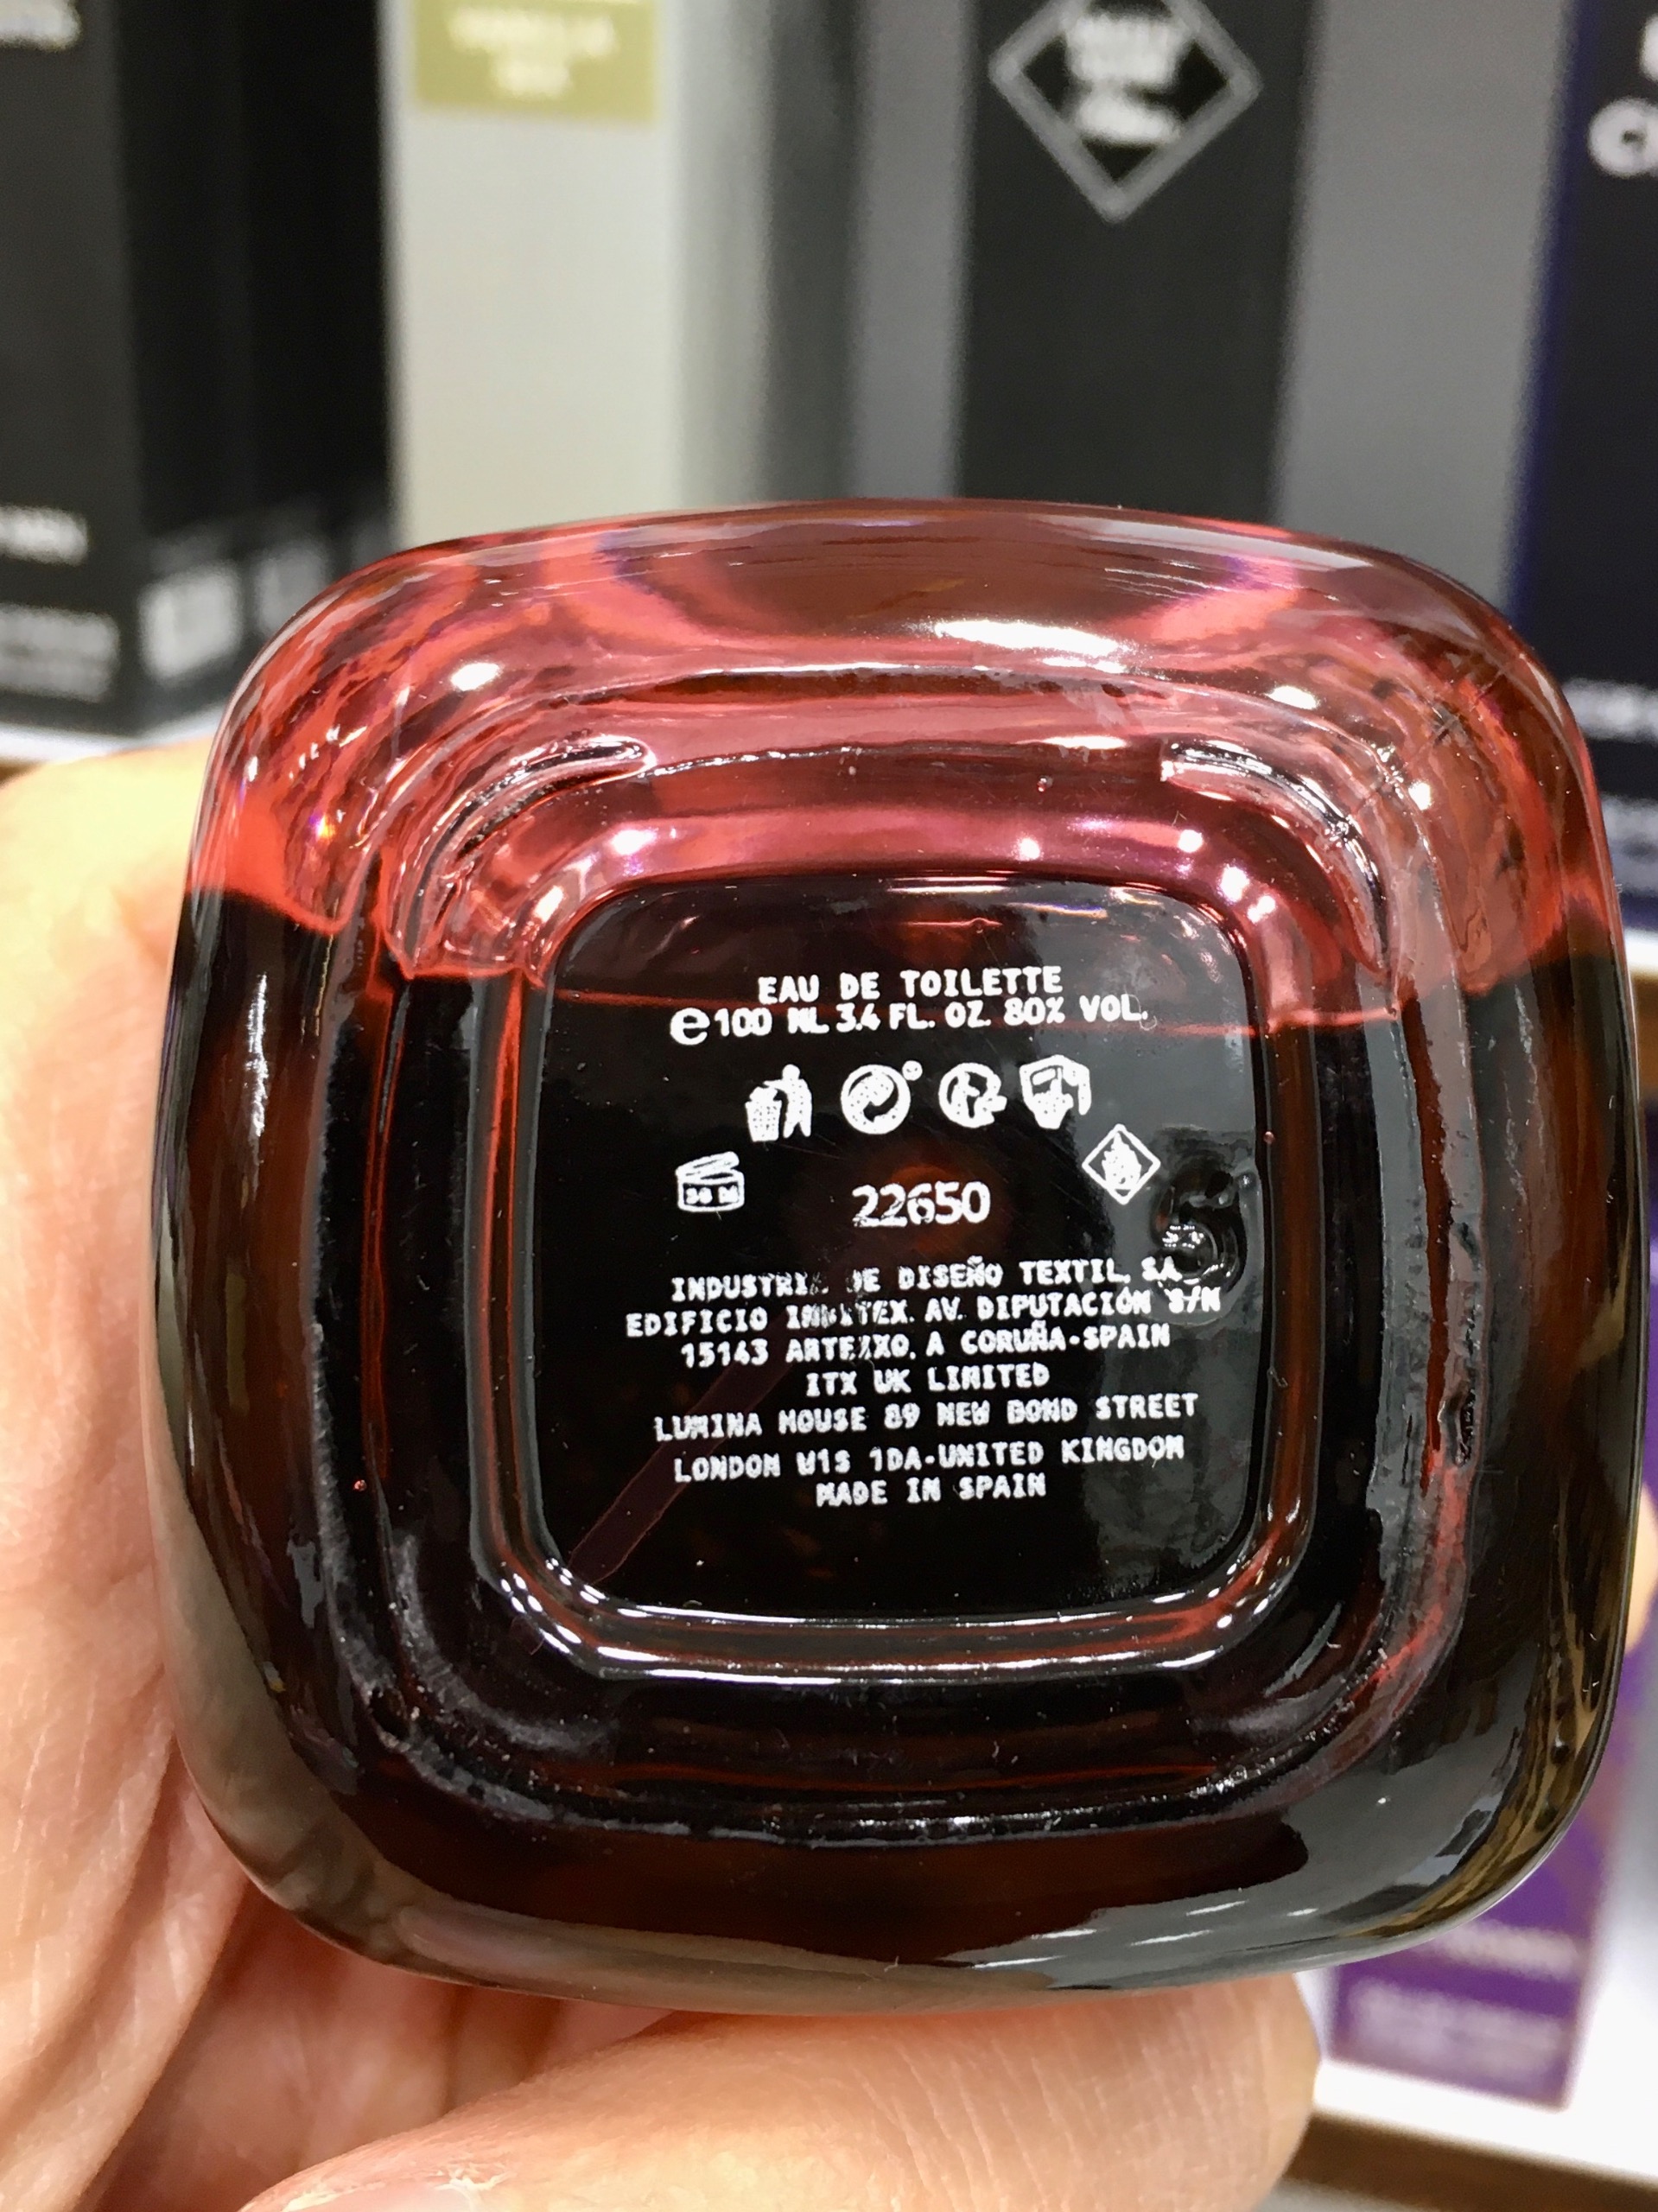 EAU DE TOILETTE
e 100 ML 3.4 FL. OZ. 80% VOL.
22650
DE DISEÑO TEXTIL, S.A.
EDIFICIO INDITEX. AV. DIPUTACIÓN S/N
15143 ARTEIXO. A CORUÑA-SPAIN
ITX UK LIMITED
LUMINA HOUSE 89 NEW BOND STREET
LONDON W1S 1DA-UNITED KINGDOM
MADE IN SPAIN